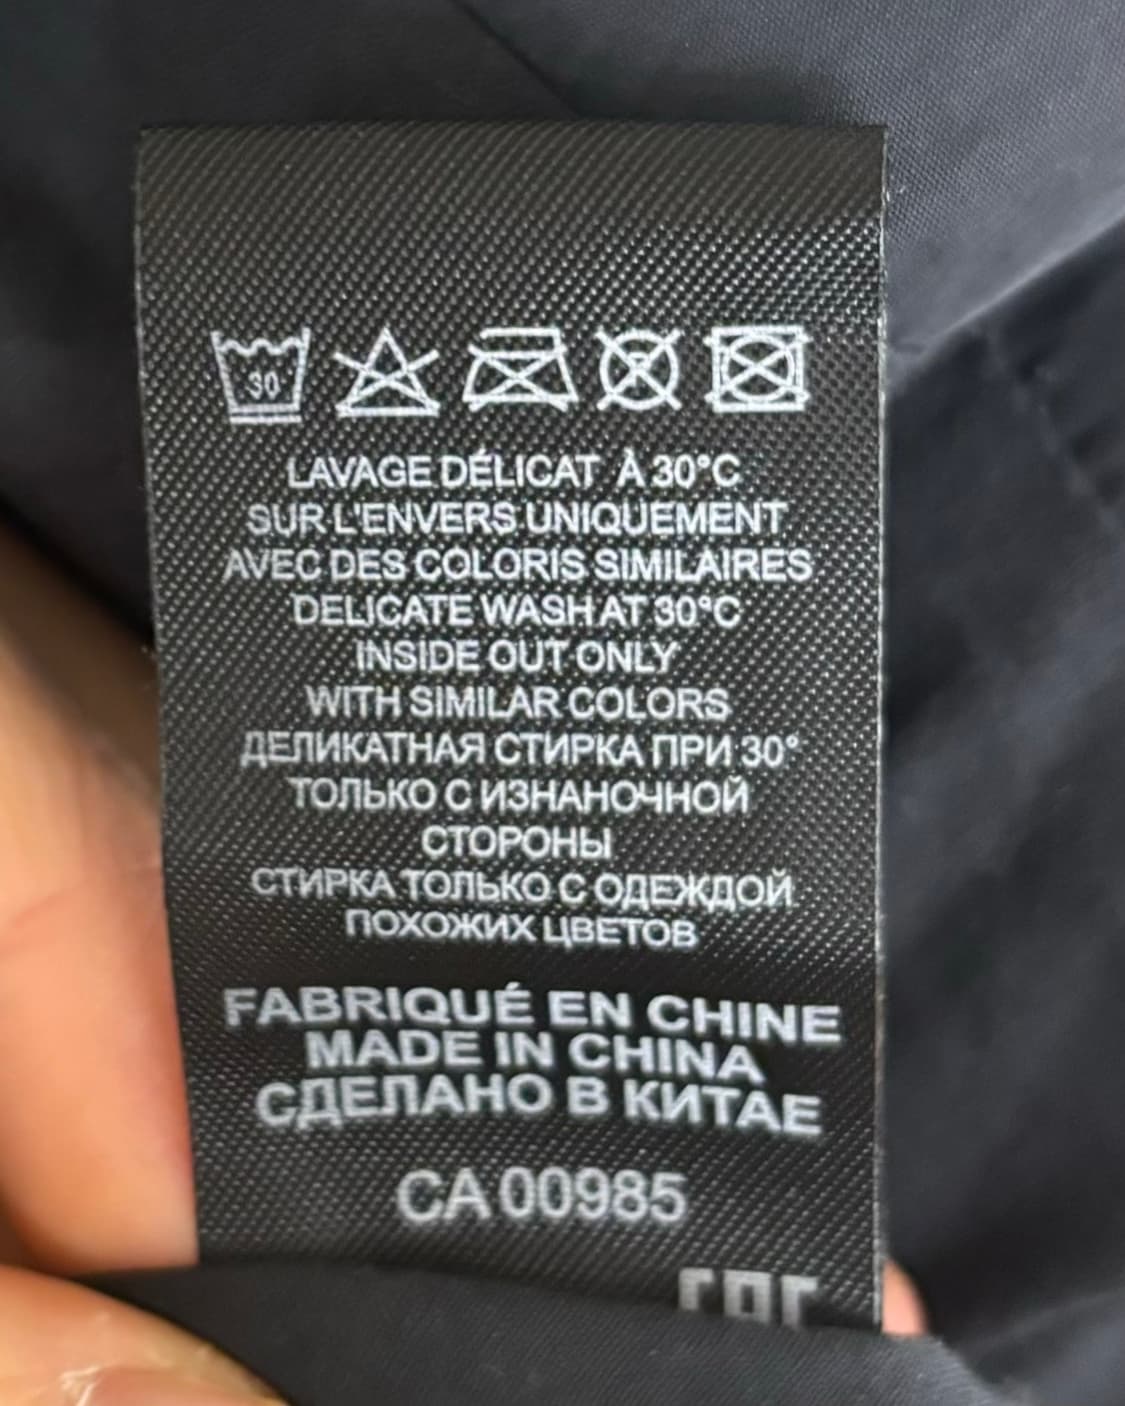 30
LAVAGE DÉLICAT À 30°C
SUR L'ENVERS UNIQUEMENT
AVEC DES COLORIS SIMILAIRES
DELICATE WASH AT 30°C
INSIDE OUT ONLY
WITH SIMILAR COLORS
ДЕЛИКАТНАЯ СТИРКА ПРИ 30°
ТОЛЬКО С ИЗНАНОЧНОЙ
СТОРОНЫ
СТИРКА ТОЛЬКО С ОДЕЖДОЙ
ПОХОЖИХ ЦВЕТОВ
FABRIQUÉ EN CHINE
MADE IN CHINA
СДЕЛАНО В КИТАЕ
CA 00985